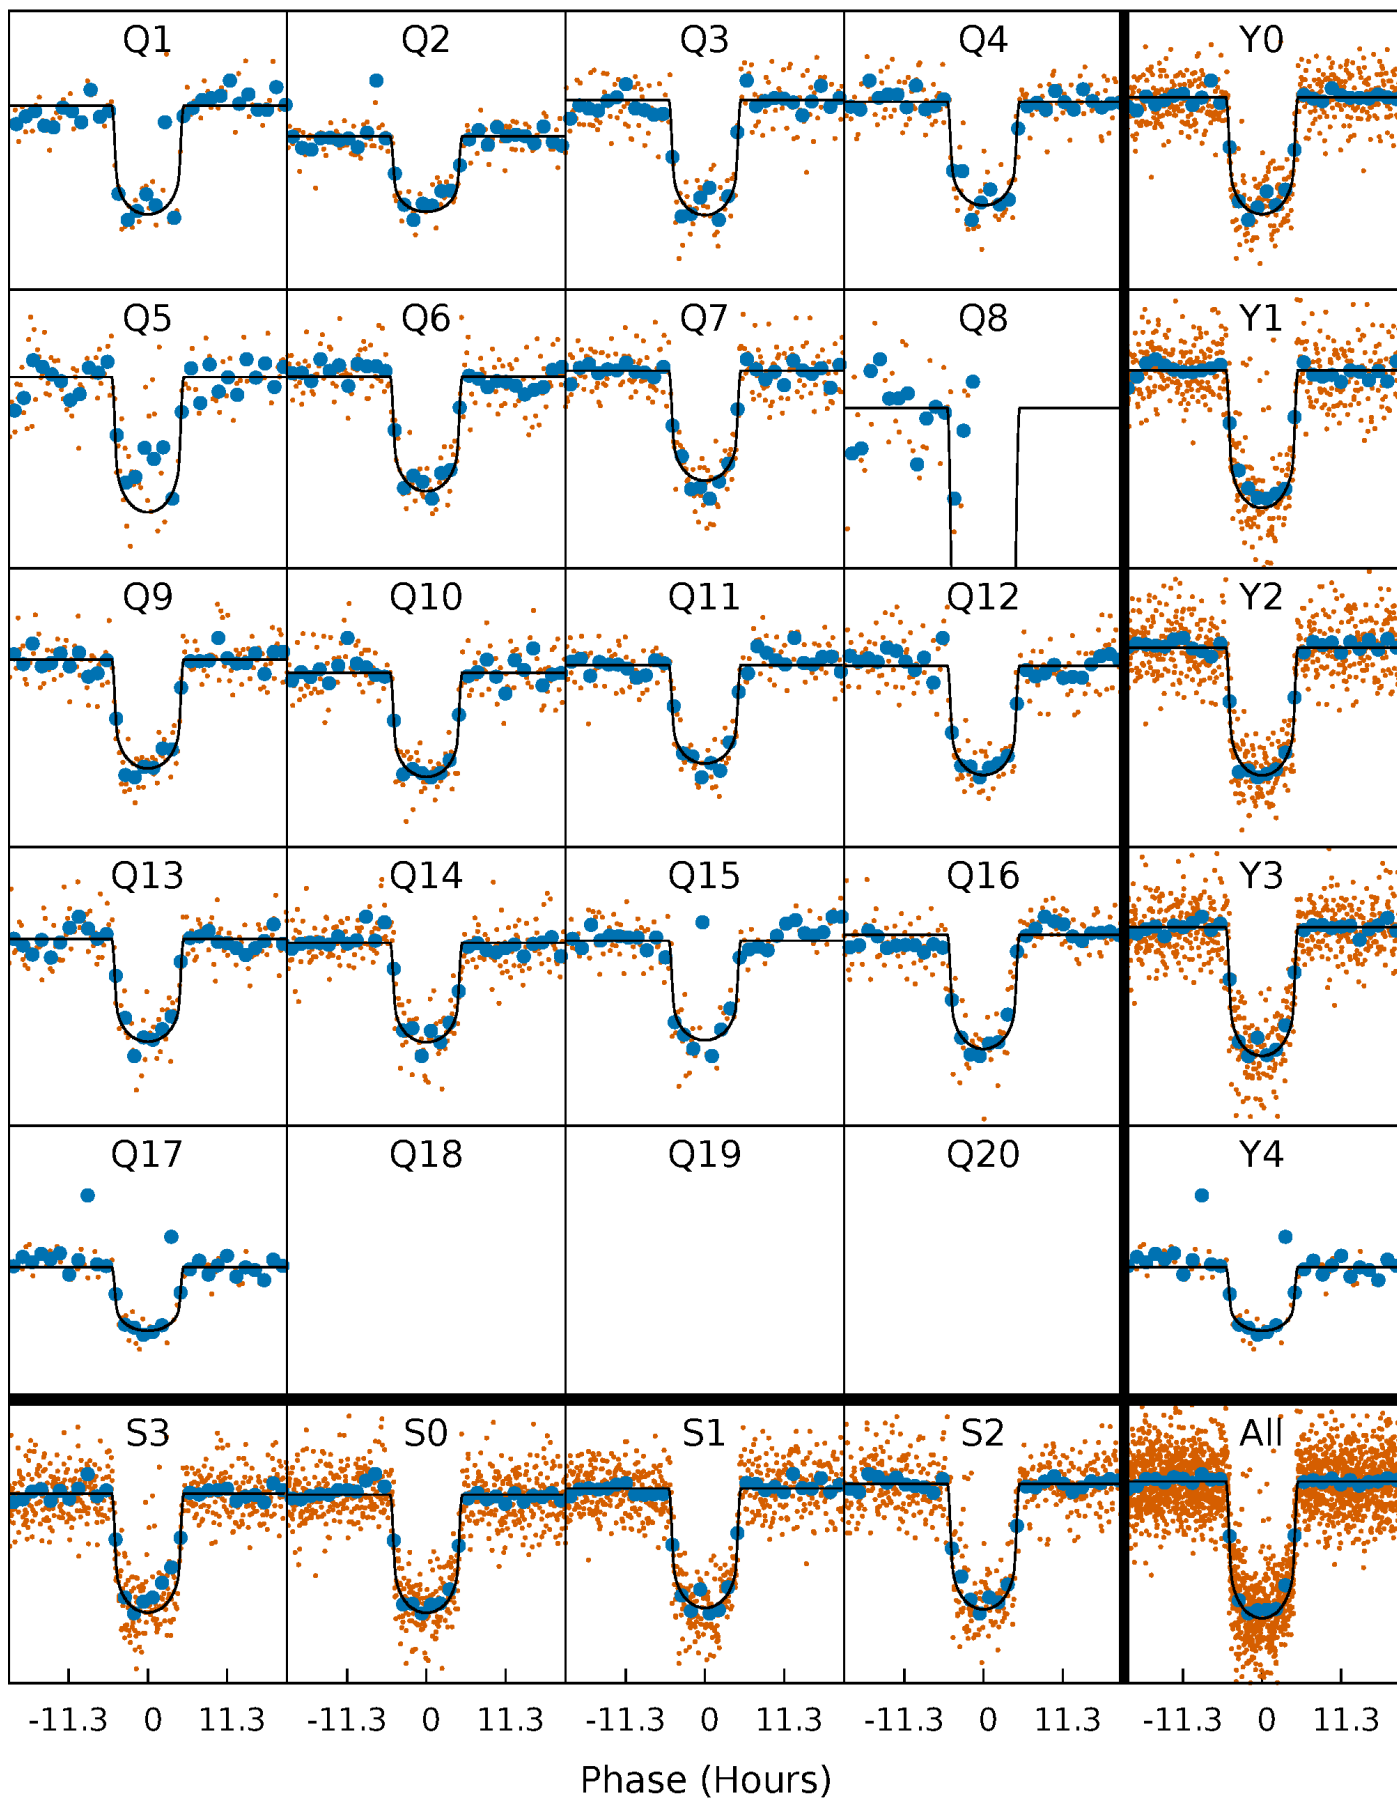 Q1 Q2 Q3 Q4 Y0
Q5 Q6 Q7 Q8 Y1
Q9 Q10 Q11 Q12 Y2
Q13 Q14 Q15 Q16 Y3
Q17 Q18 Q19 Q20 Y4
S3 S0 S1 S2 All
-11.3 0 11.3 -11.3 0 11.3 -11.3 0 11.3 -11.3 0 11.3 -11.3 0 11.3
Phase (Hours)